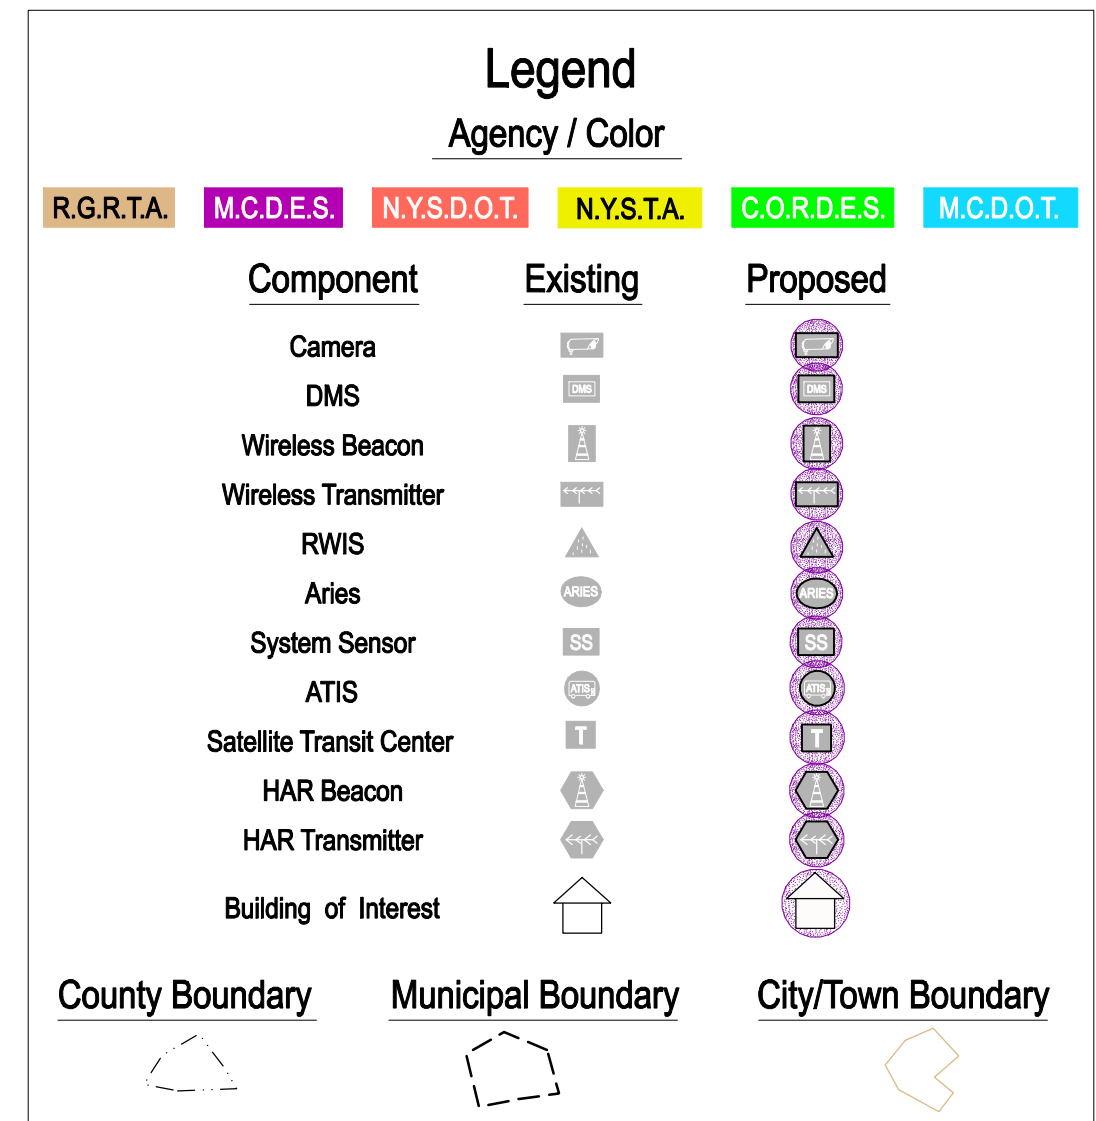 Legend
Agency / Color
R.G.R.T.A. M.C.D.E.S. N.Y.S.D.O.T. N.Y.S.T.A. C.O.R.D.E.S. M.C.D.O.T.
Component Existing Proposed
Camera
DMS DMS DMS
Wireless Beacon
Wireless Transmitter
RWIS
Aries ARIES ARIES
System Sensor SS SS
ATIS ATIS ATIS
Satellite Transit Center T T
HAR Beacon
HAR Transmitter
Building of Interest
County Boundary Municipal Boundary City/Town Boundary